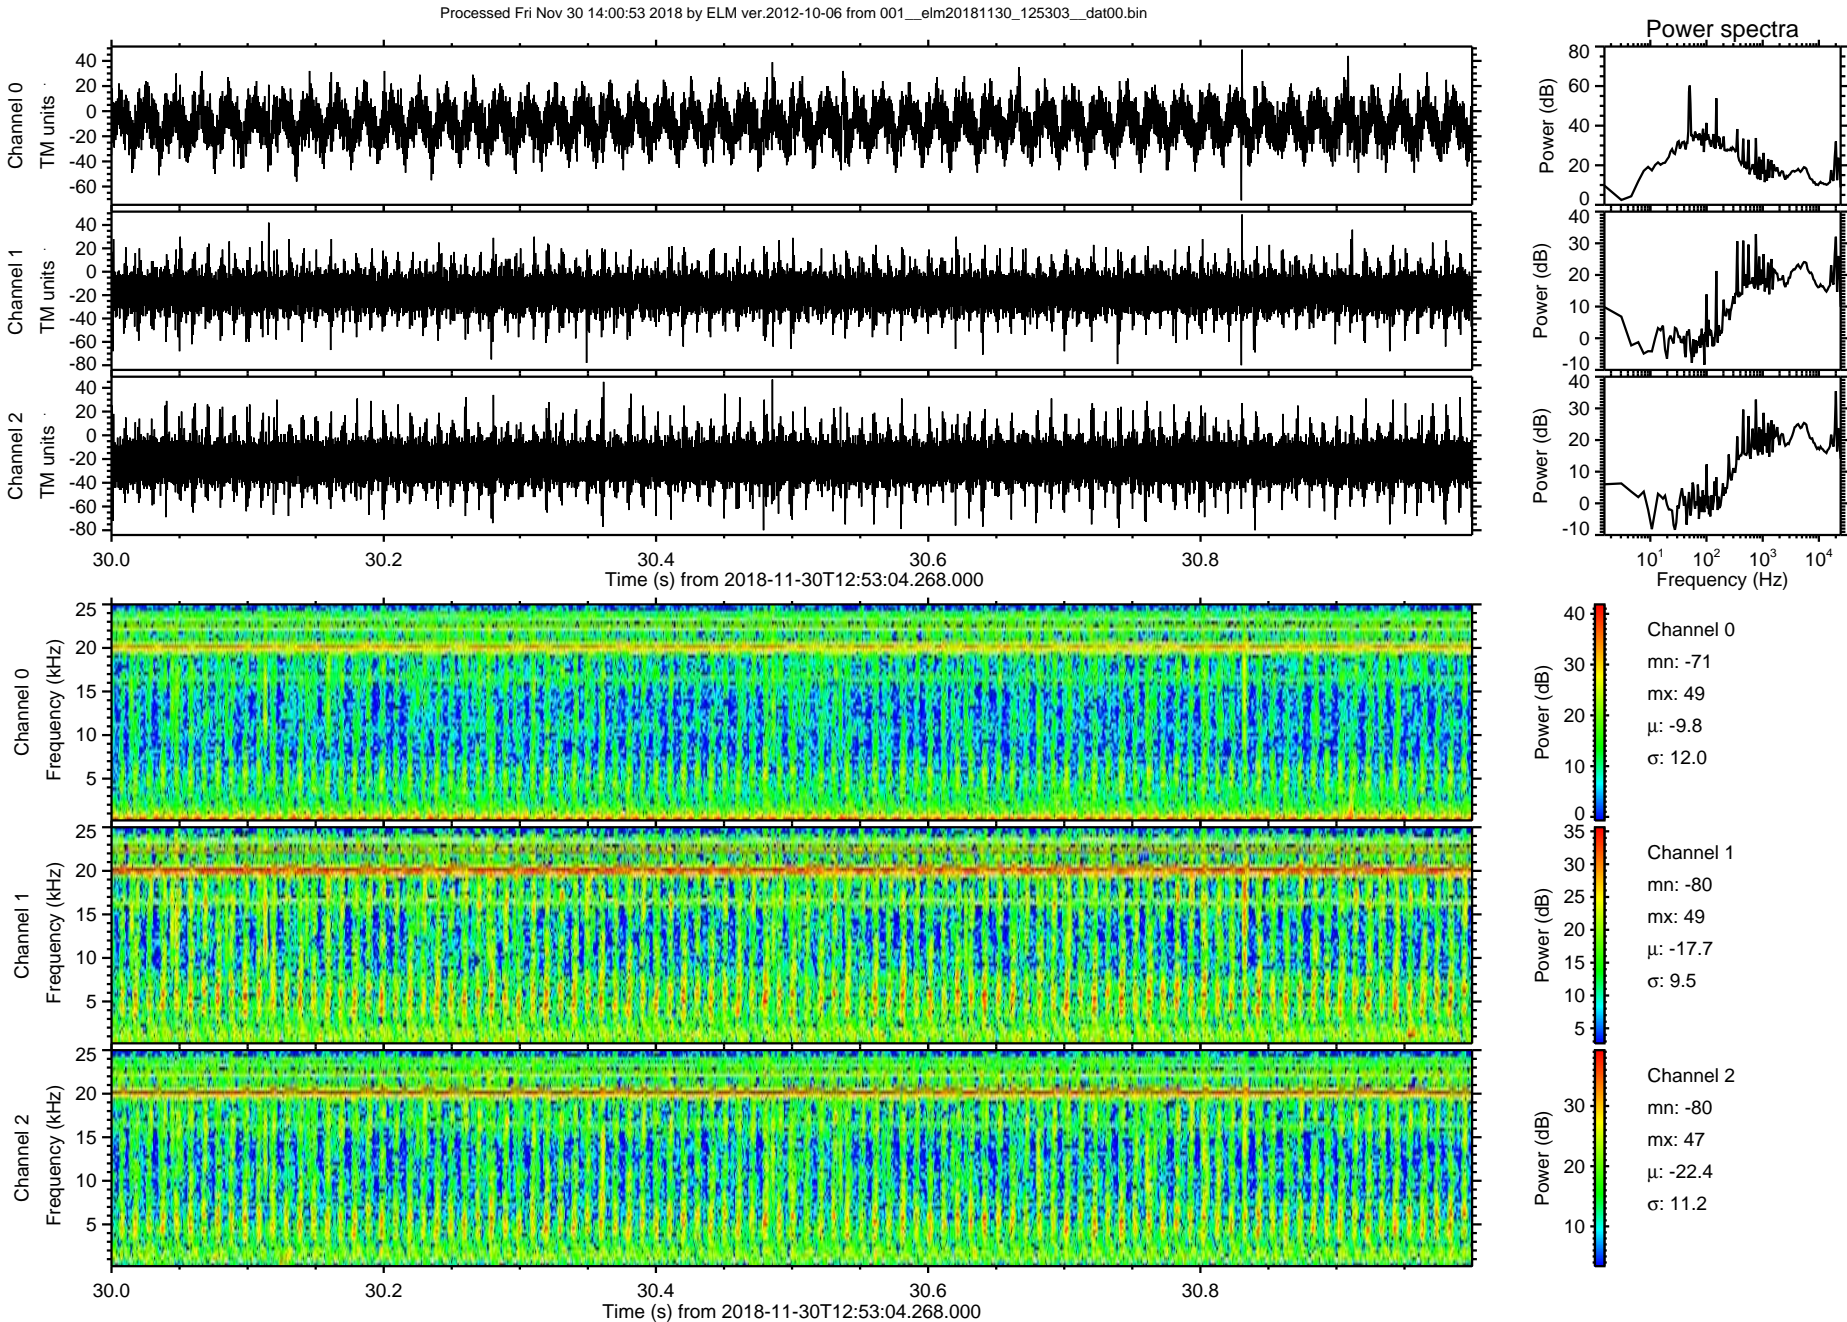 Processed Fri Nov 30 14:00:53 2018 by ELM ver.2012-10-06 from 001__elm20181130_125303__dat00.bin
Power spectra
Channel 0
TM units
40
20
0
-20
-40
-60
Power (dB)
80
60
40
20
0
Channel 1
TM units
40
20
0
-20
-40
-60
-80
Power (dB)
40
30
20
10
0
-10
Channel 2
TM units
40
20
0
-20
-40
-60
-80
Power (dB)
40
30
20
10
0
-10
30.0 30.2 30.4 30.6 30.8
Time (s) from 2018-11-30T12:53:04.268.000
10¹ 10² 10³ 10⁴
Frequency (Hz)
Channel 0
Frequency (kHz)
25
20
15
10
5
Power (dB)
40
30
20
10
0
Channel 0
mn: -71
mx: 49
μ: -9.8
σ: 12.0
Channel 1
Frequency (kHz)
25
20
15
10
5
Power (dB)
35
30
25
20
15
10
5
Channel 1
mn: -80
mx: 49
μ: -17.7
σ: 9.5
Channel 2
Frequency (kHz)
25
20
15
10
5
Power (dB)
30
20
10
Channel 2
mn: -80
mx: 47
μ: -22.4
σ: 11.2
30.0 30.2 30.4 30.6 30.8
Time (s) from 2018-11-30T12:53:04.268.000